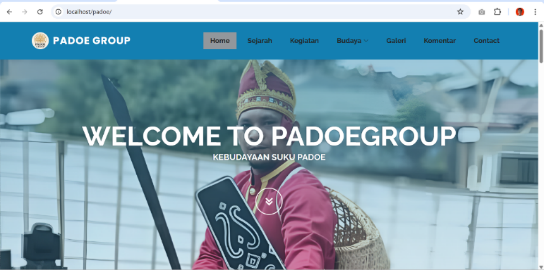 localhost/padoe/
PADOE GROUP
Home Sejarah Kegiatan Budaya Galeri Komentar Contact
WELCOME TO PADOEGROUP
KEBUDAYAAN SUKU PADOE